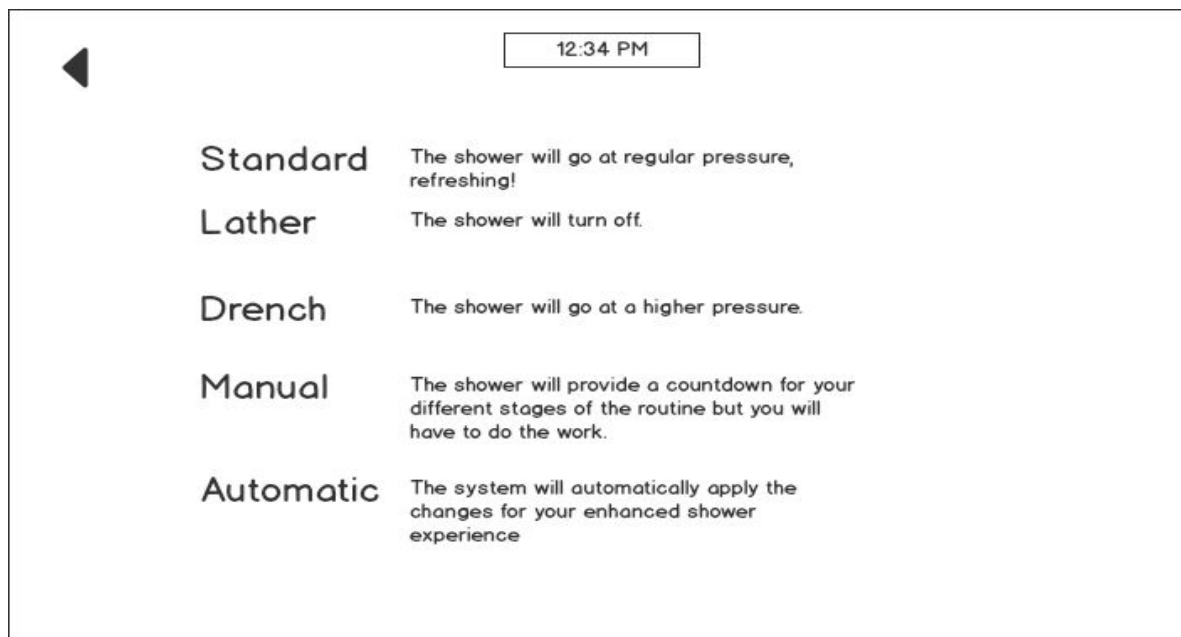 12:34 PM
Standard
The shower will go at regular pressure,
refreshing!
Lather
The shower will turn off.
Drench
The shower will go at a higher pressure.
Manual
The shower will provide a countdown for your
different stages of the routine but you will
have to do the work.
Automatic
The system will automatically apply the
changes for your enhanced shower
experience